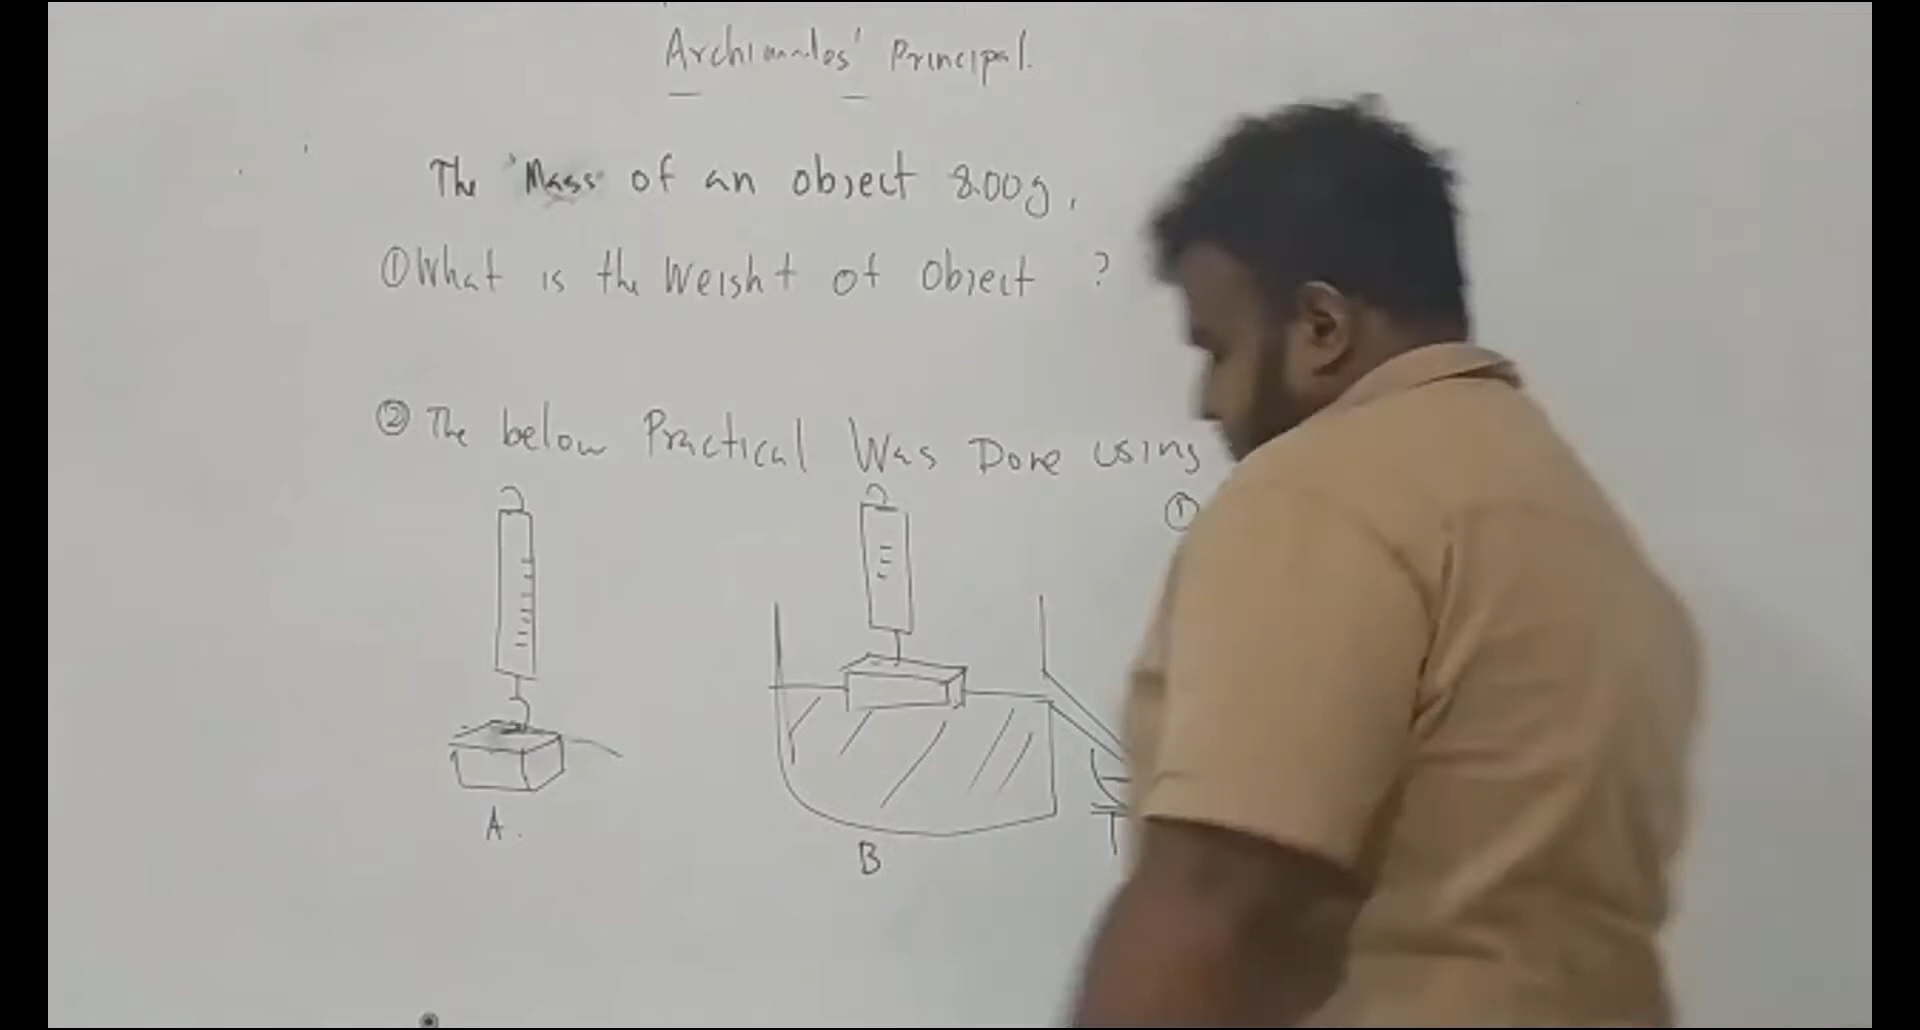 Archimedes' Principal.
The Mass of an object 800g.
① What is the Weight of Object ?
② The below Practical Was Done using
①
A.
B